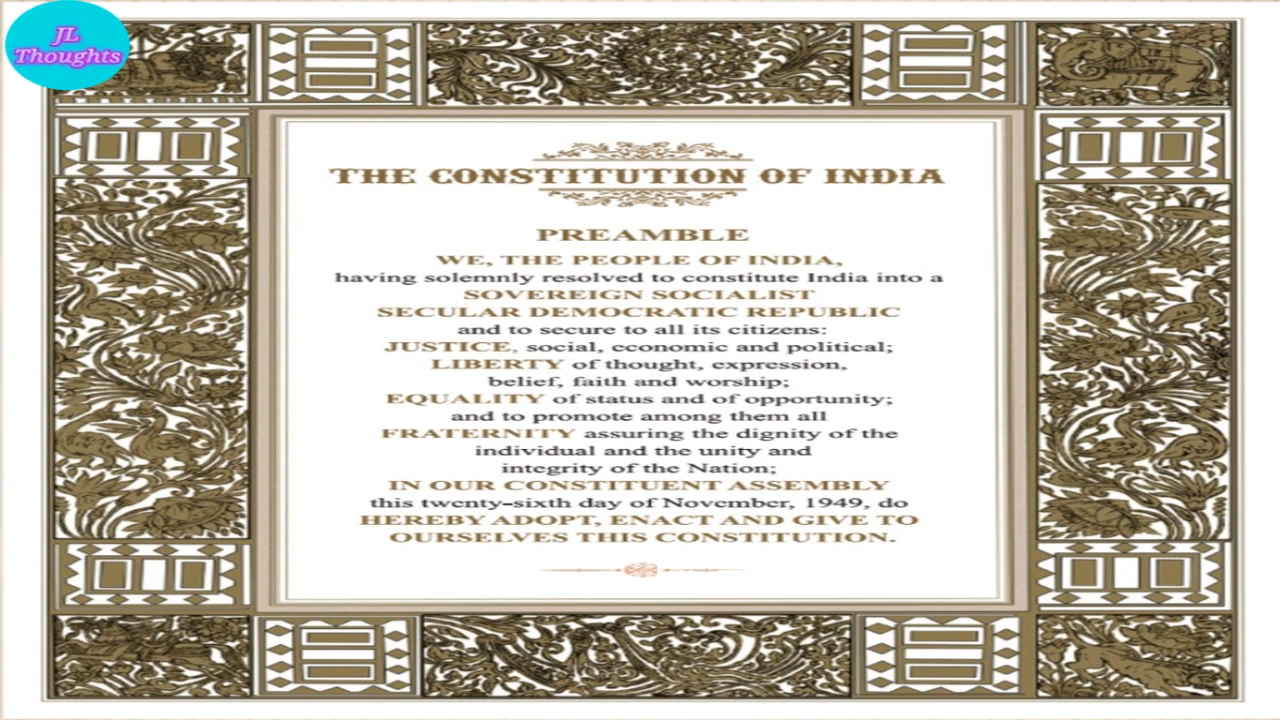 JL
Thoughts
THE CONSTITUTION OF INDIA
PREAMBLE
WE, THE PEOPLE OF INDIA,
having solemnly resolved to constitute India into a
SOVEREIGN SOCIALIST
SECULAR DEMOCRATIC REPUBLIC
and to secure to all its citizens:
JUSTICE, social, economic and political;
LIBERTY of thought, expression,
belief, faith and worship;
EQUALITY of status and of opportunity;
and to promote among them all
FRATERNITY assuring the dignity of the
individual and the unity and
integrity of the Nation;
IN OUR CONSTITUENT ASSEMBLY
this twenty-sixth day of November, 1949, do
HEREBY ADOPT, ENACT AND GIVE TO
OURSELVES THIS CONSTITUTION.